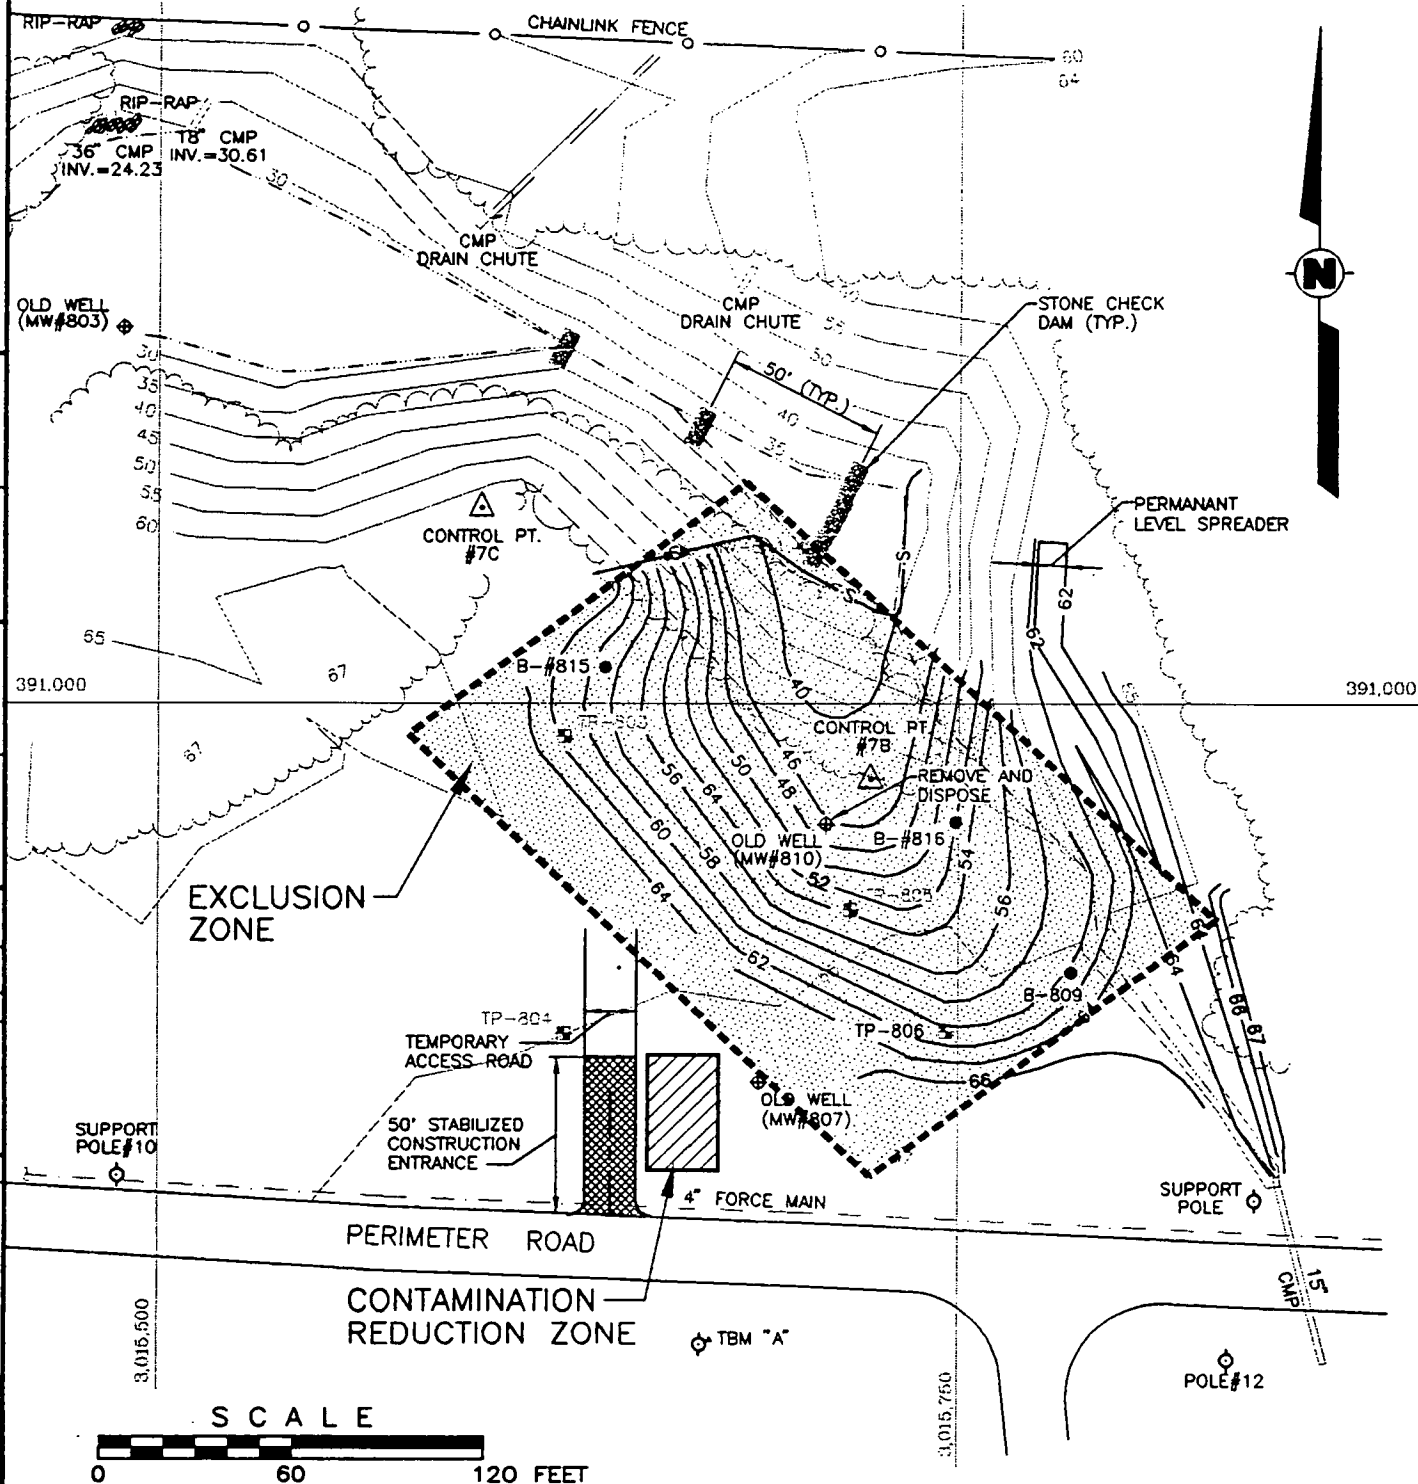 RIP-RAP
CHAINLINK FENCE
60
64
RIP-RAP
18" CMP
INV.=30.61
36" CMP
INV.=24.23
30
CMP
DRAIN CHUTE
N
OLD WELL
(MW#803)
CMP
DRAIN CHUTE
STONE CHECK
DAM (TYP.)
55
50
50' (TYP.)
40
35
30
35
40
45
50
55
60
CONTROL PT.
#7C
PERMANANT
LEVEL SPREADER
S
S
62
62
65
67
67
B-#815
391.000
391,000
TP-803
40
CONTROL PT.
#7B
46
48
50
64
56
60
58
64
REMOVE AND
DISPOSE
OLD WELL
(MW#810)
B-#816
52
54
56
EXCLUSION
ZONE
62
64
B-809
TP-804
TP-806
TEMPORARY
ACCESS ROAD
66
66
67
OLD WELL
(MW#807)
50' STABILIZED
CONSTRUCTION
ENTRANCE
SUPPORT
POLE#10
SUPPORT
POLE
4" FORCE MAIN
PERIMETER ROAD
CONTAMINATION
REDUCTION ZONE
TBM "A"
15"
CMP
POLE#12
3,015,500
3,015,750
SCALE
0 60 120 FEET